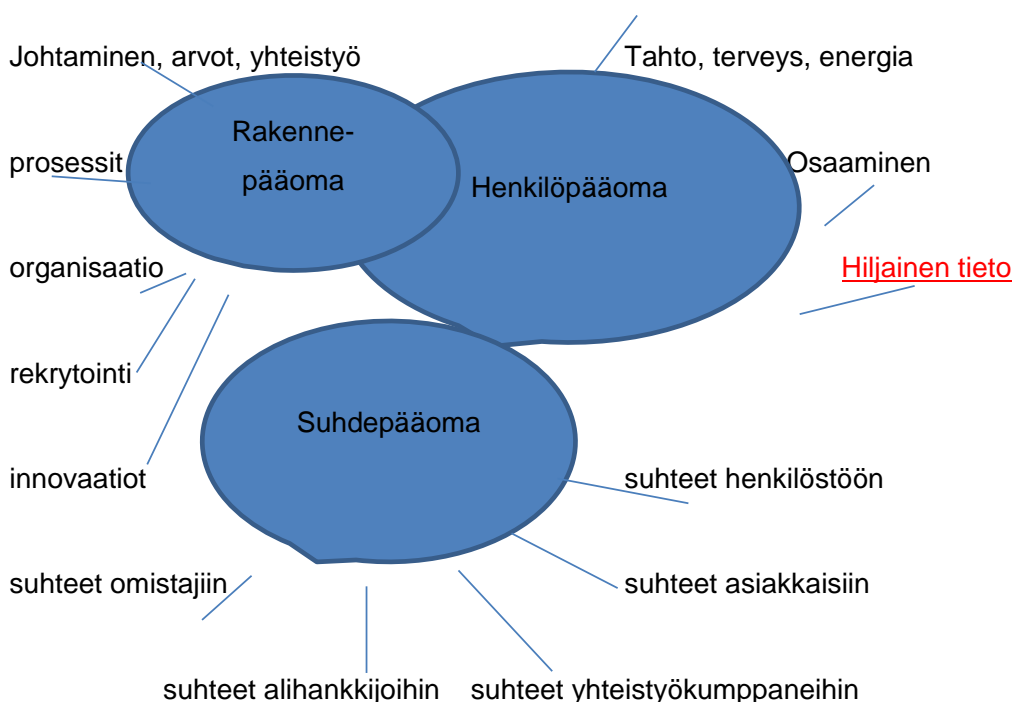 Johtaminen, arvot, yhteistyö
Tahto, terveys, energia
Rakenne-
pääoma
prosessit
Henkilöpääoma
Osaaminen
organisaatio
Hiljainen tieto
rekrytointi
Suhdepääoma
innovaatiot
suhteet henkilöstöön
suhteet omistajiin
suhteet asiakkaisiin
suhteet alihankkijoihin
suhteet yhteistyökumppaneihin